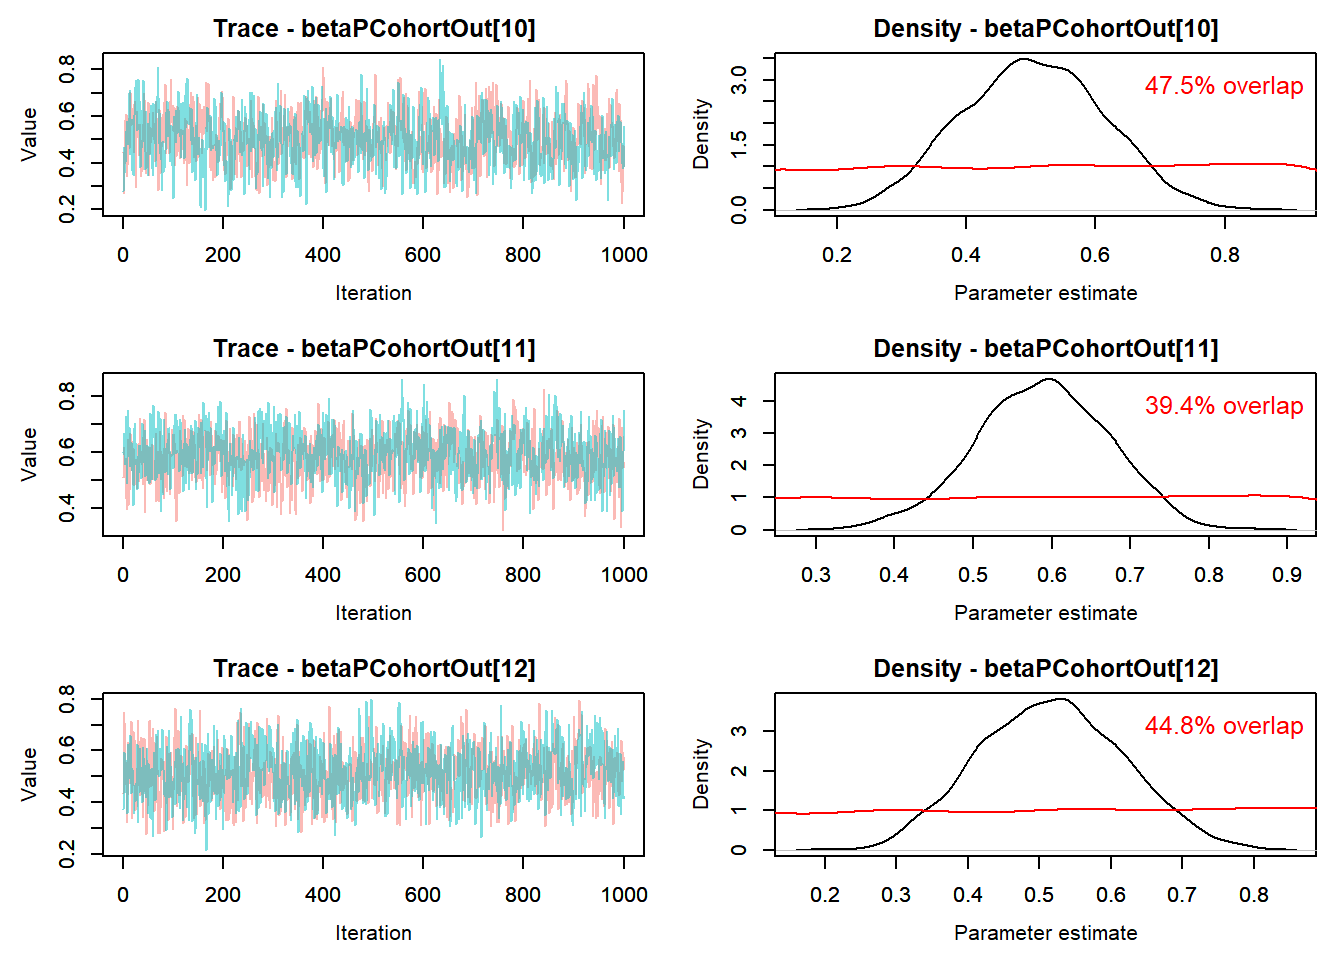 Trace - betaPCohortOut[10]
Value
0.2 0.4 0.6 0.8
0 200 400 600 800 1000
Iteration
Density - betaPCohortOut[10]
47.5% overlap
Density
0.0 1.5 3.0
0.2 0.4 0.6 0.8
Parameter estimate
Trace - betaPCohortOut[11]
Value
0.4 0.6 0.8
0 200 400 600 800 1000
Iteration
Density - betaPCohortOut[11]
39.4% overlap
Density
0 1 2 3 4
0.3 0.4 0.5 0.6 0.7 0.8 0.9
Parameter estimate
Trace - betaPCohortOut[12]
Value
0.2 0.4 0.6 0.8
0 200 400 600 800 1000
Iteration
Density - betaPCohortOut[12]
44.8% overlap
Density
0 1 2 3
0.2 0.3 0.4 0.5 0.6 0.7 0.8
Parameter estimate